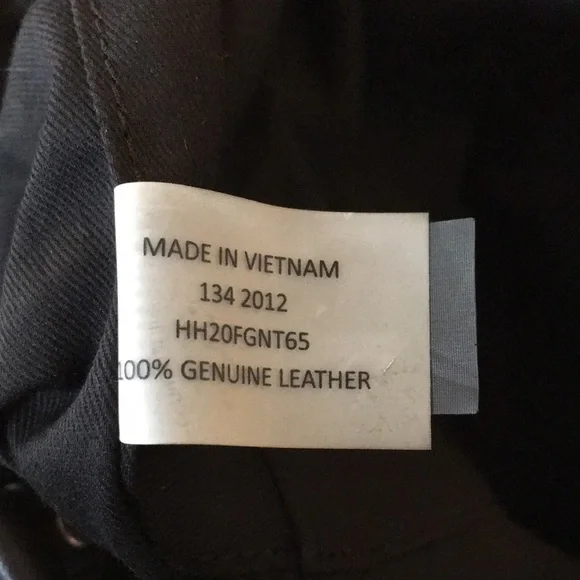 MADE IN VIETNAM
134 2012
HH20FGNT65
100% GENUINE LEATHER